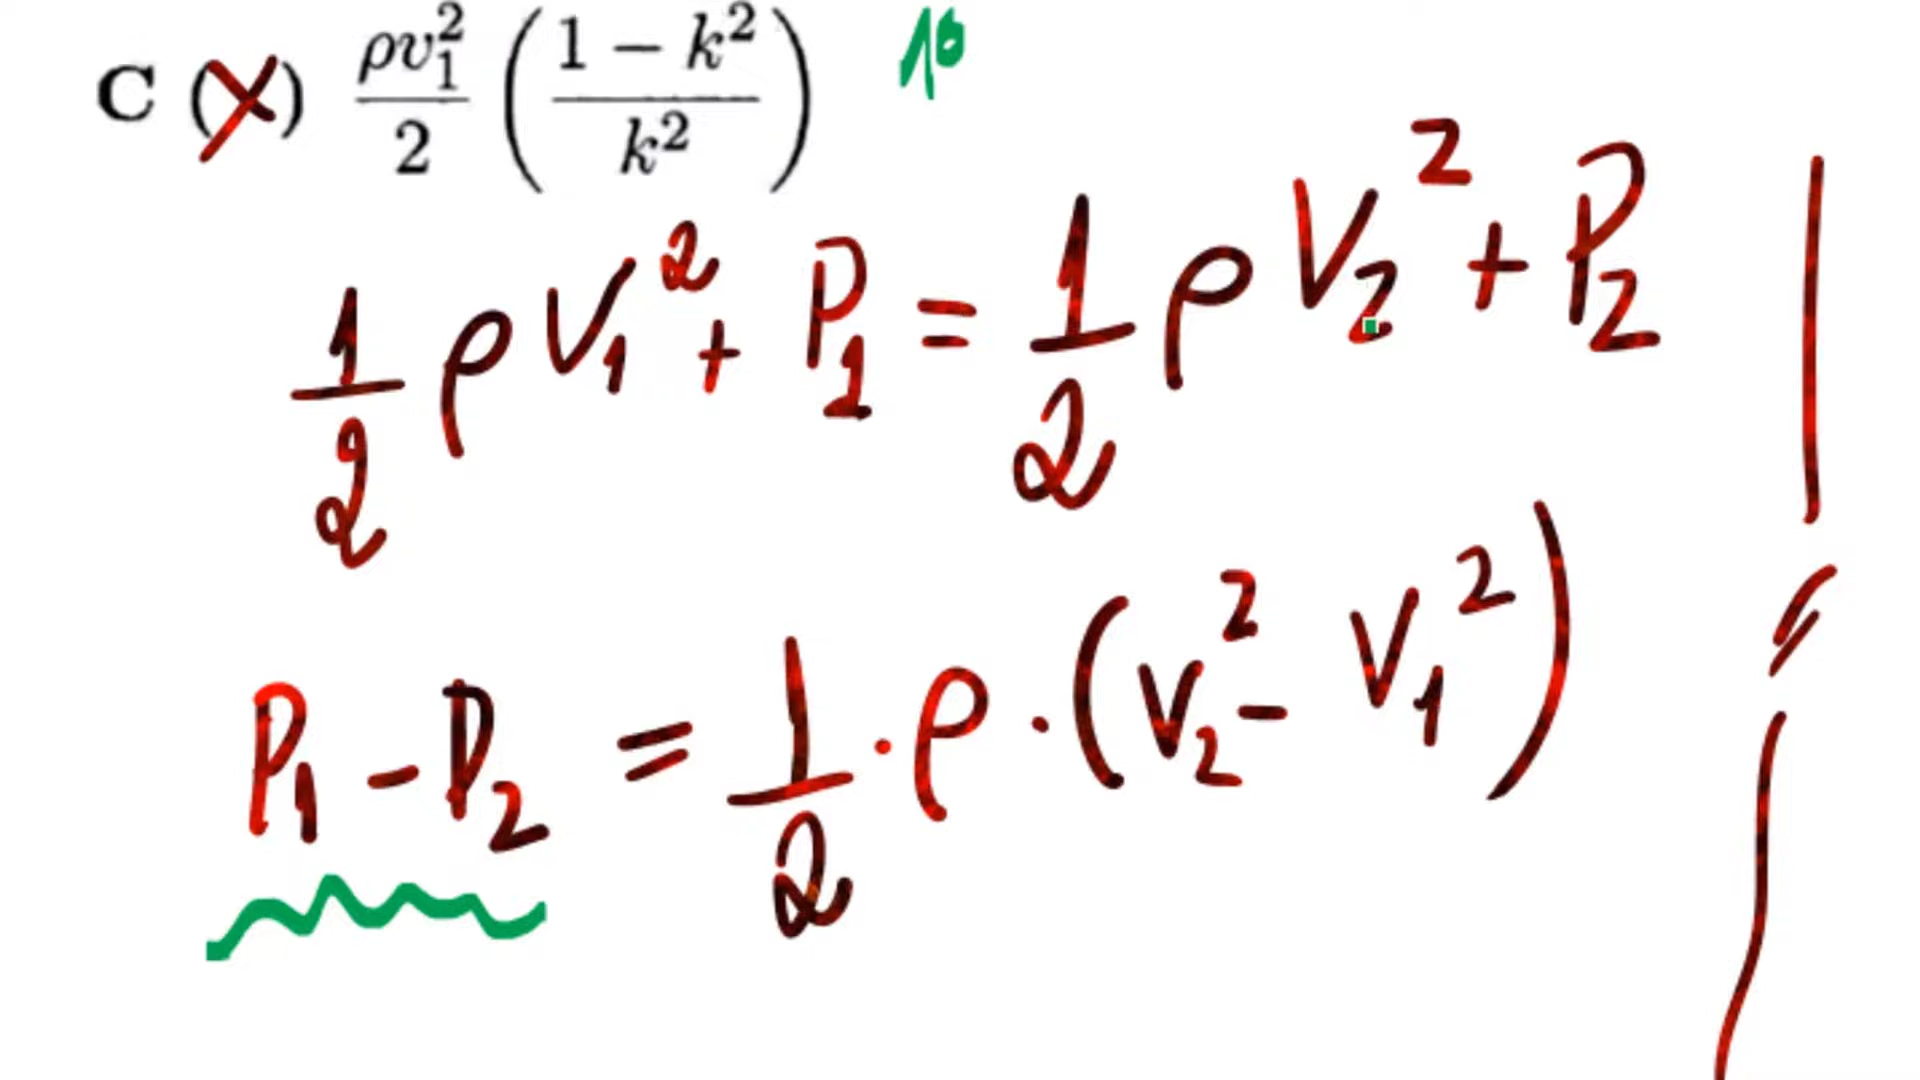 C (X) ρv₁²/2 ((1 − k²)/k²) 10
1/2 ρ V₁² + P₁ = 1/2 ρ V₂² + P₂
P₁ - P₂ = 1/2 · ρ · (V₂² - V₁²)